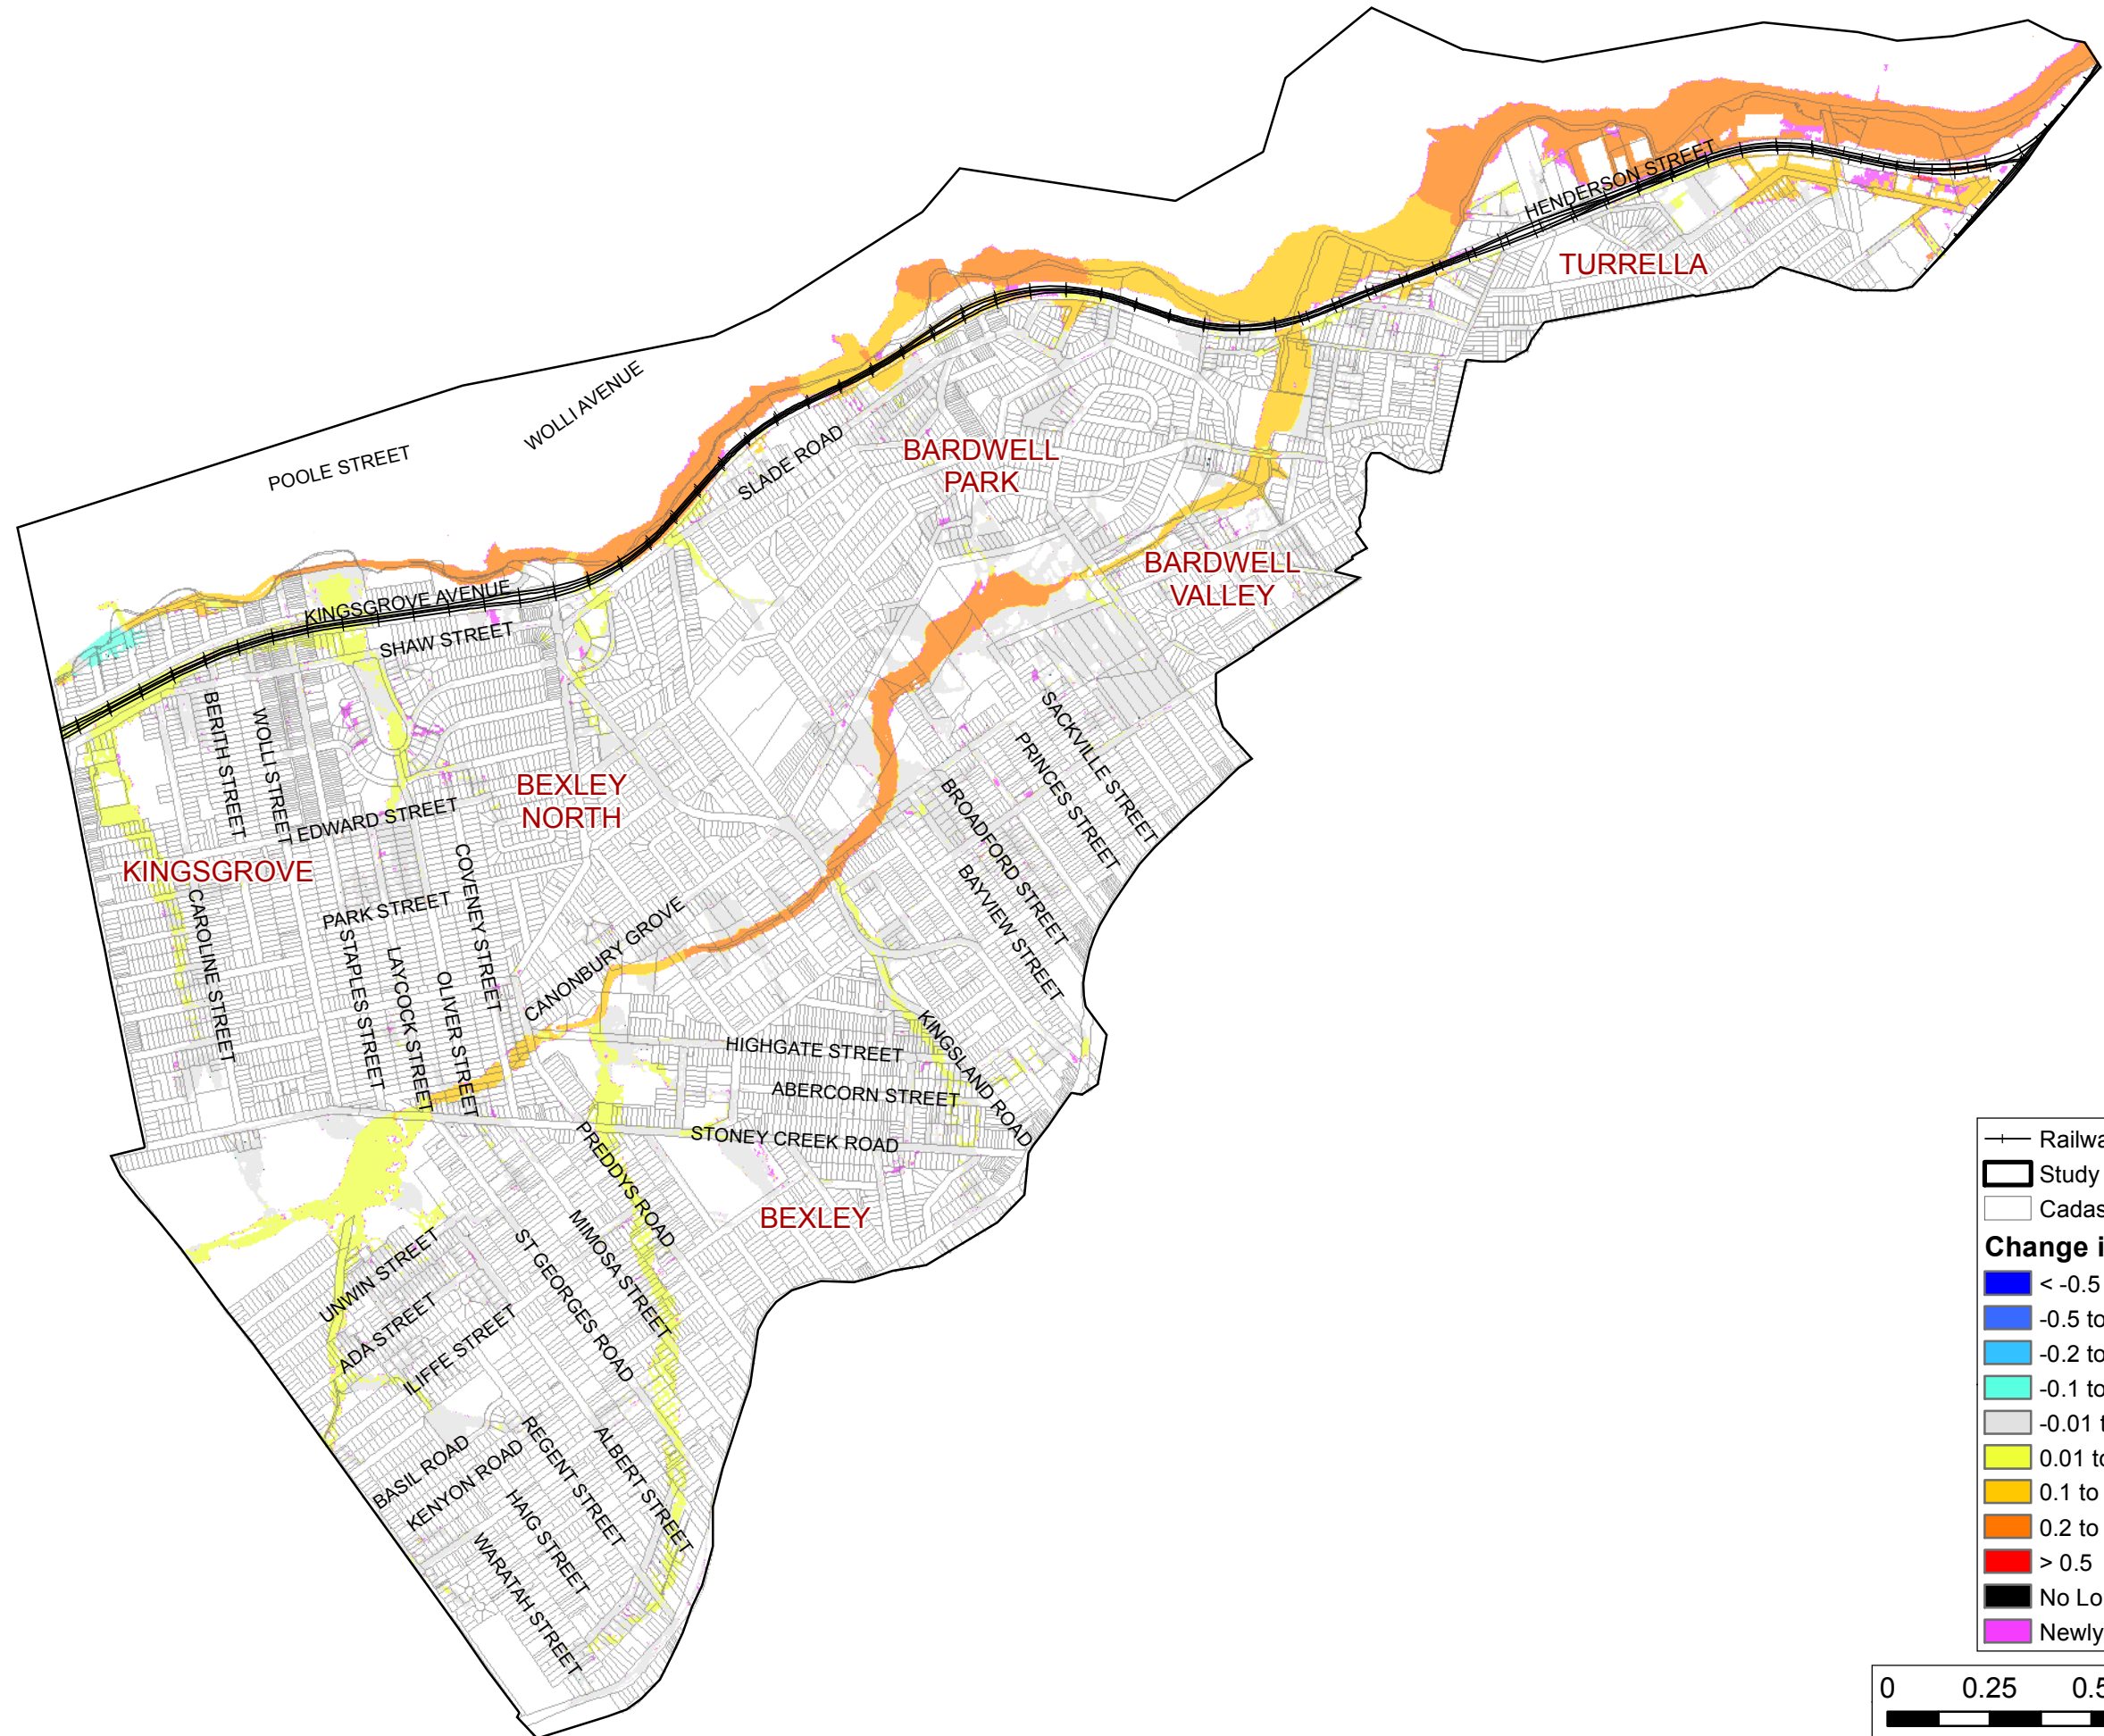 HENDERSON STREET
TURRELLA
WOLLI AVENUE
POOLE STREET
SLADE ROAD
BARDWELL
PARK
BARDWELL
VALLEY
KINGSGROVE AVENUE
SHAW STREET
BERITH STREET
WOLLI STREET
EDWARD STREET
BEXLEY
NORTH
SACKVILLE STREET
PRINCES STREET
BROADFORD STREET
BAYVIEW STREET
KINGSGROVE
CAROLINE STREET
PARK STREET
STAPLES STREET
LAYCOCK STREET
OLIVER STREET
COVENEY STREET
CANONBURY GROVE
HIGHGATE STREET
KINGSLAND ROAD
ABERCORN STREET
STONEY CREEK ROAD
PREDDYS ROAD
BEXLEY
MIMOSA STREET
ST GEORGES ROAD
UNWIN STREET
ADA STREET
ILIFFE STREET
BASIL ROAD
KENYON ROAD
REGENT STREET
ALBERT STREET
HAIG STREET
WARATAH STREET
Railwa
Study
Cadas
Change i
< -0.5
-0.5 to
-0.2 to
-0.1 to
-0.01 t
0.01 to
0.1 to
0.2 to
> 0.5
No Lo
Newly
0 0.25 0.5